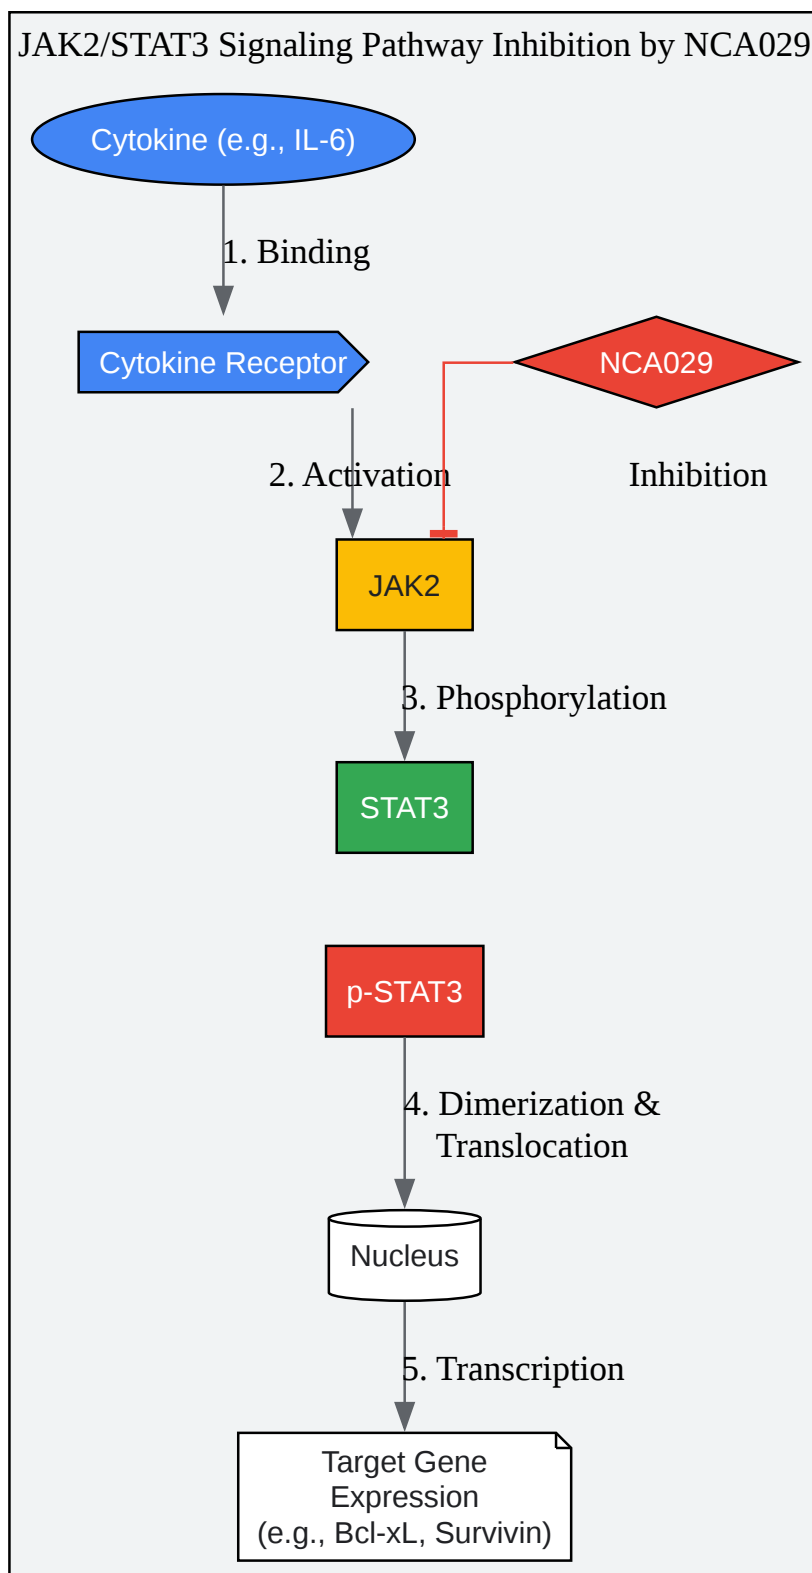 JAK2/STAT3 Signaling Pathway Inhibition by NCA029
Cytokine (e.g., IL-6)
1. Binding
Cytokine Receptor
NCA029
2. Activation
Inhibition
JAK2
3. Phosphorylation
STAT3
p-STAT3
4. Dimerization &
Translocation
Nucleus
5. Transcription
Target Gene
Expression
(e.g., Bcl-xL, Survivin)